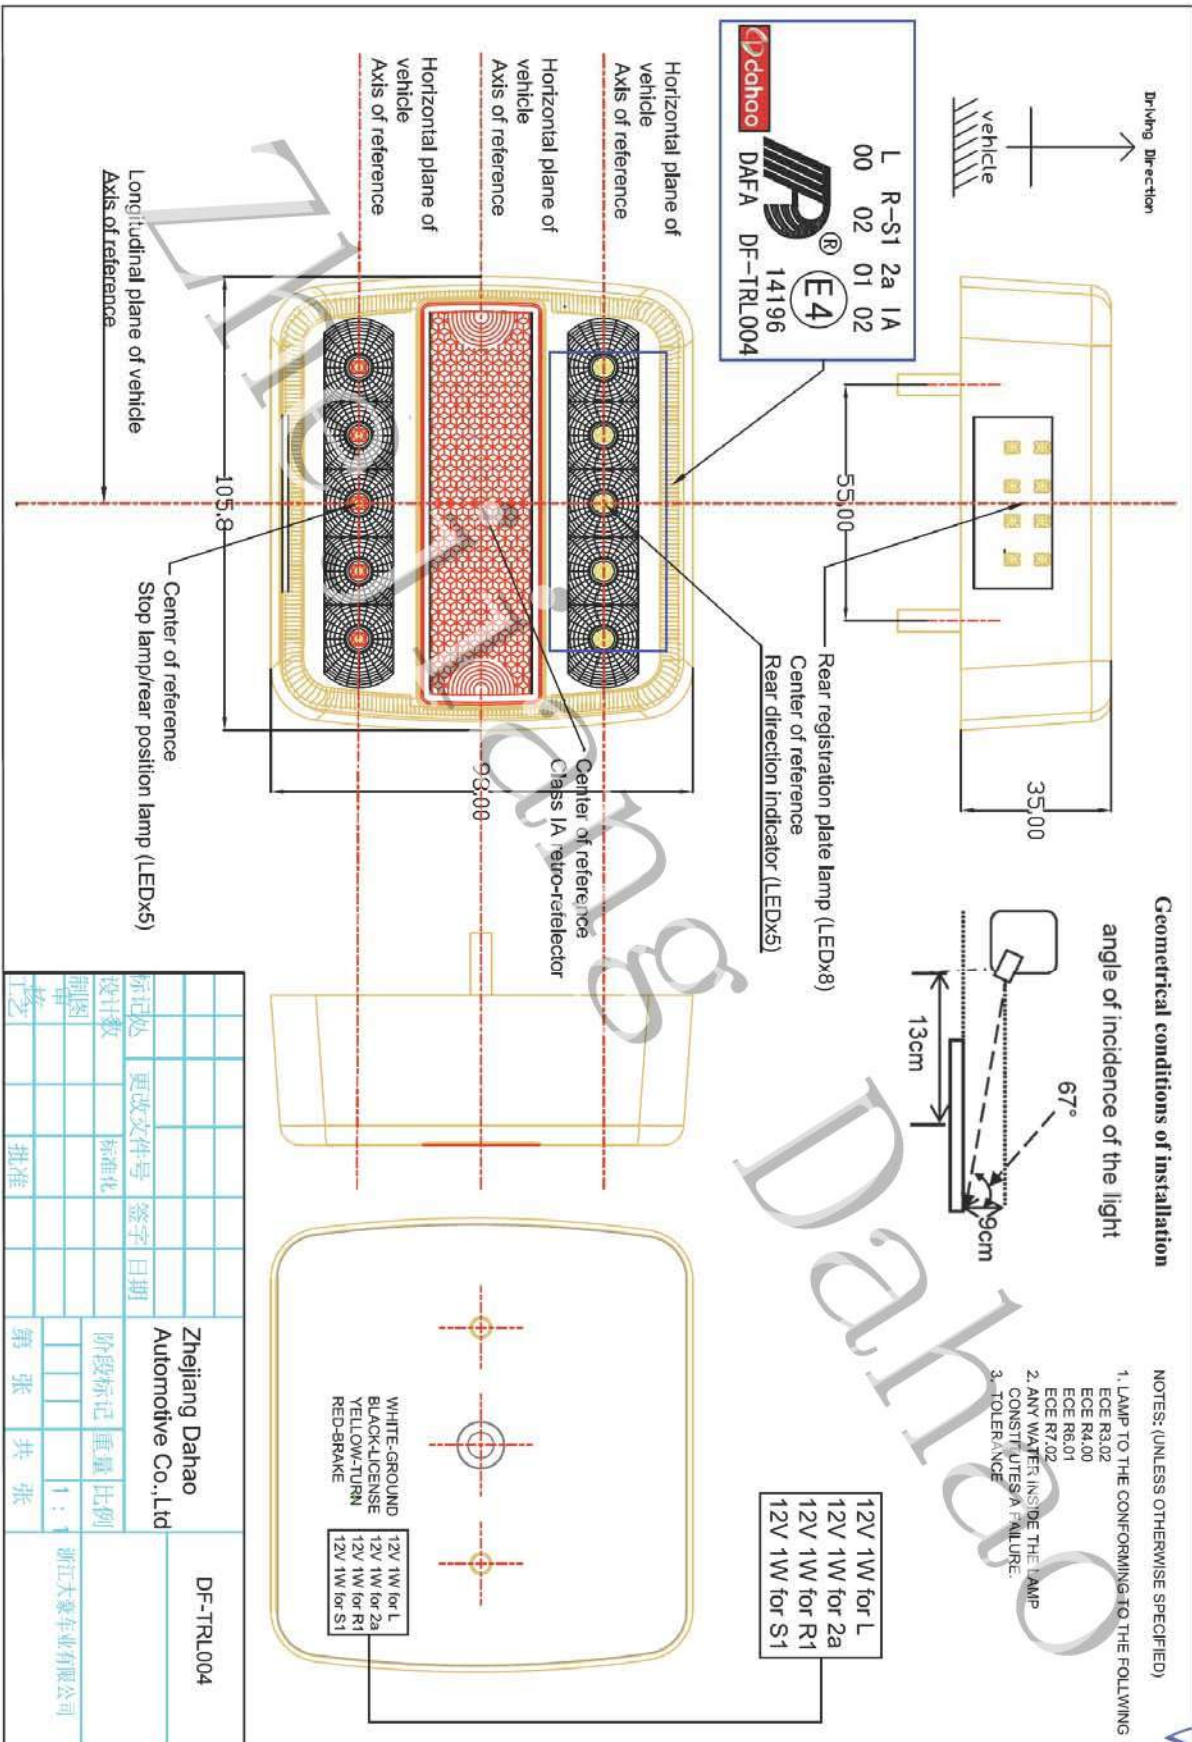 Driving Direction
vehicle
L R-S1 2a IA
00 02 01 02
dahao
®
E4
14196
DAFA DF-TRL004
55,00
35,00
Geometrical conditions of installation
angle of incidence of the light
67°
13cm
9cm
NOTES: (UNLESS OTHERWISE SPECIFIED)
1. LAMP TO THE CONFORMING TO THE FOLLWING
ECE R3.02
ECE R4.00
ECE R6.01
ECE R7.02
2. ANY WATER INSIDE THE LAMP
CONSTITUTES A FAILURE.
3. TOLERANCE
Horizontal plane of
vehicle
Axis of reference
Horizontal plane of
vehicle
Axis of reference
Horizontal plane of
vehicle
Axis of reference
Longitudinal plane of vehicle
Axis of reference
Rear registration plate lamp (LEDx8)
Center of reference
Rear direction indicator (LEDx5)
Center of reference
Class IA retro-refelector
Center of reference
Stop lamp/rear position lamp (LEDx5)
105.8
93,00
12V 1W for L
12V 1W for 2a
12V 1W for R1
12V 1W for S1
WHITE-GROUND
BLACK-LICENSE
YELLOW-TURN
RED-BRAKE
12V 1W for L
12V 1W for 2a
12V 1W for R1
12V 1W for S1
标记处 更改文件号 签字 日期
设计数 标准化
制图
审核
工艺 批准
Zhejiang Dahao
Automotive Co.,Ltd
阶段标记 重量 比例
1:1
第 张 共 张
DF-TRL004
浙江大豪车业有限公司
Zhejiang Dahao